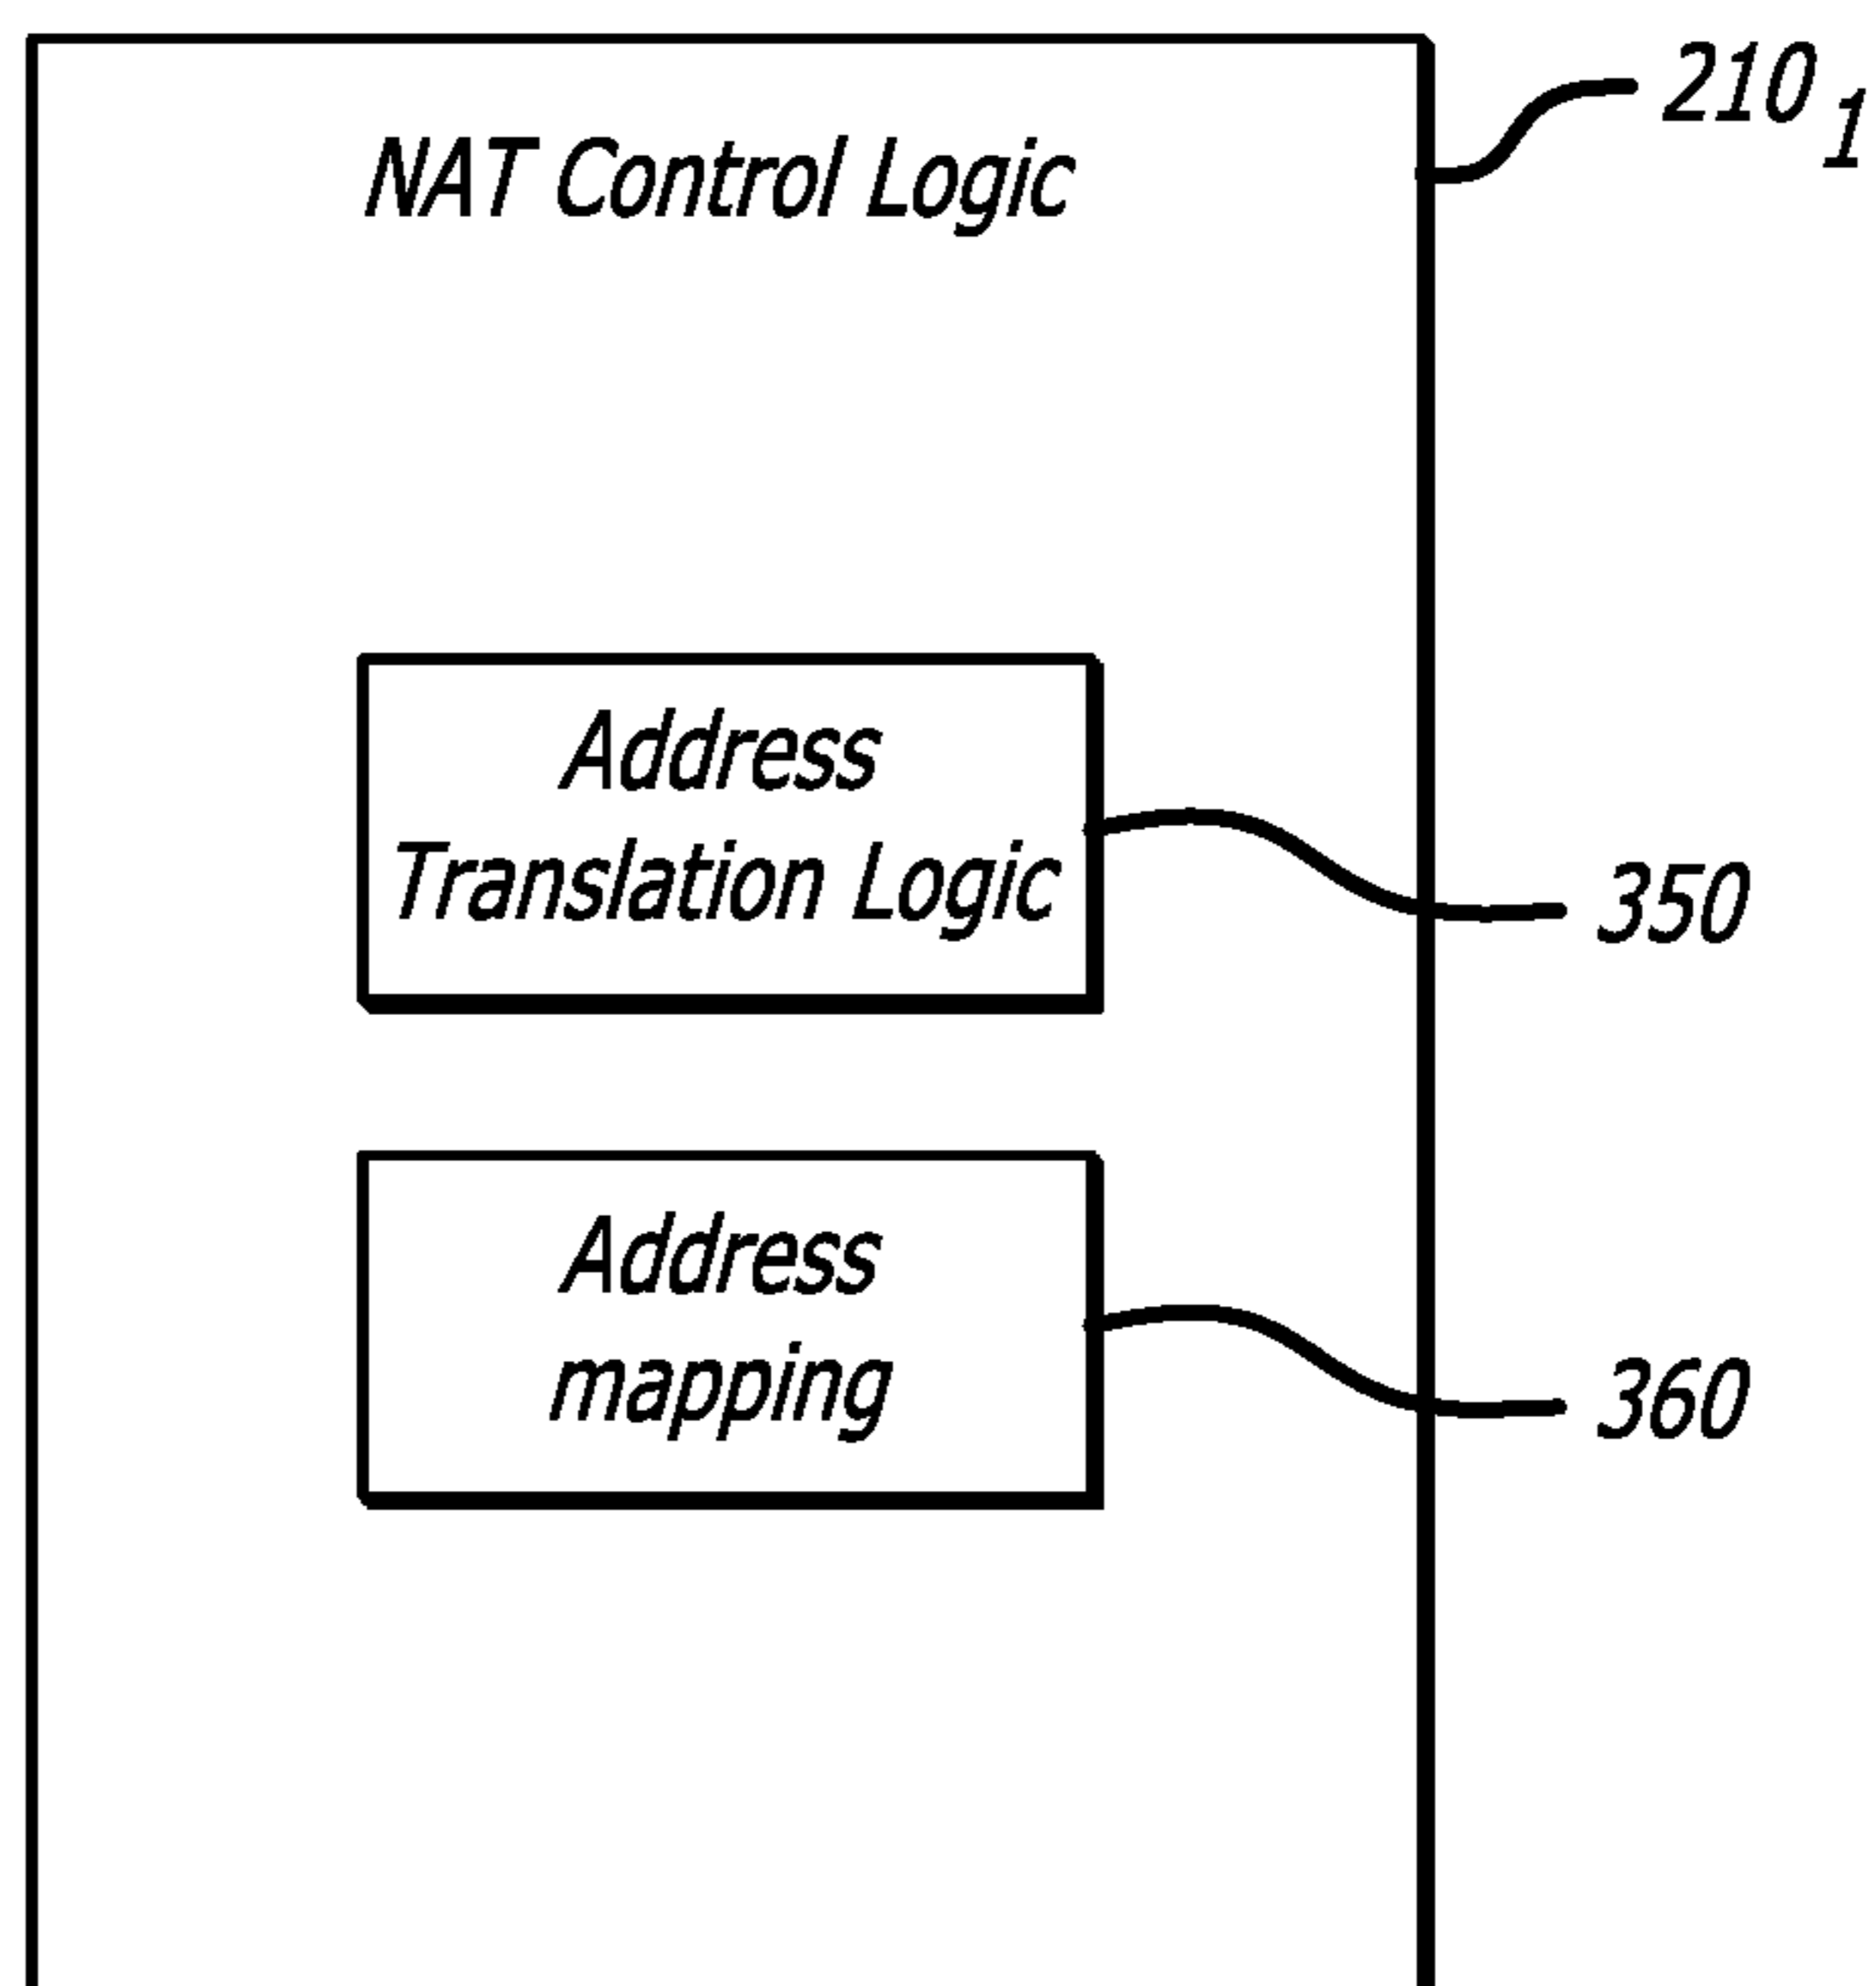 210 1
NAT Control Logic
Address
Translation Logic
350
Address
mapping
360